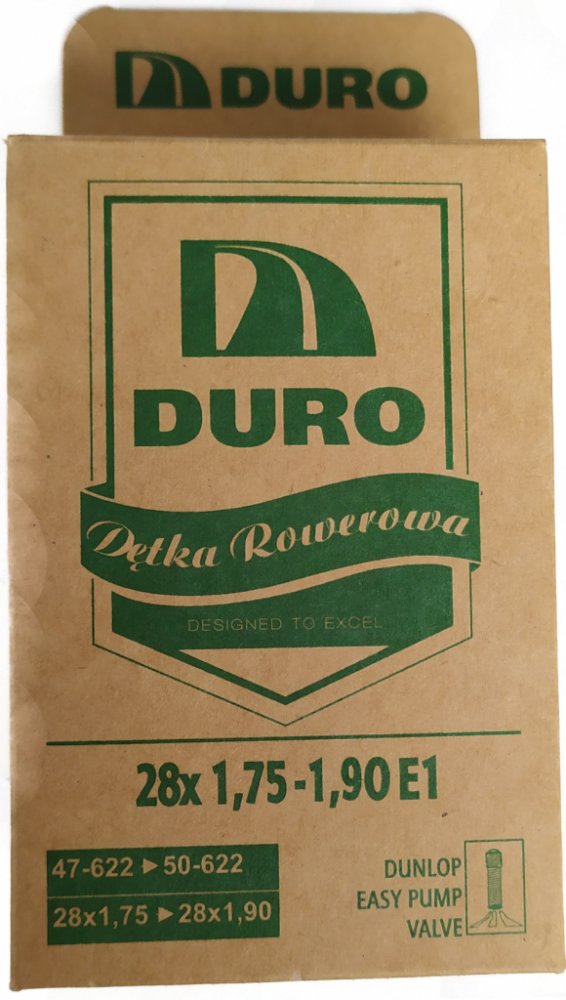 DURO
DURO
Dętka Rowerowa
DESIGNED TO EXCEL
28x 1,75-1,90 E1
47-622 ▶ 50-622
28x1,75 ▶ 28x1,90
DUNLOP
EASY PUMP
VALVE